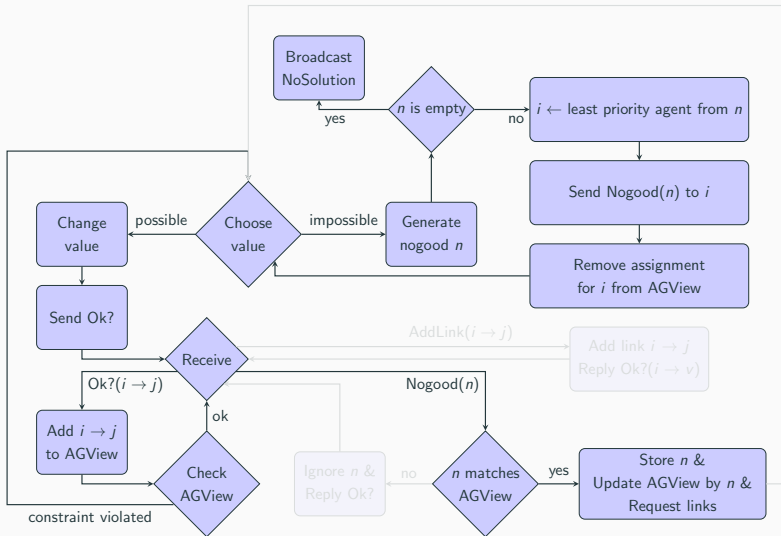 Broadcast
NoSolution
n is empty
yes
no
i ← least priority agent from n
Send Nogood(n) to i
Remove assignment
for i from AGView
Change
value
possible
Choose
value
impossible
Generate
nogood n
Send Ok?
Receive
AddLink(i → j)
Add link i → j
Reply Ok?(i → v)
Ok?(i → j)
Nogood(n)
Add i → j
to AGView
ok
Check
AGView
constraint violated
Ignore n &
Reply Ok?
no
n matches
AGView
yes
Store n &
Update AGView by n &
Request links